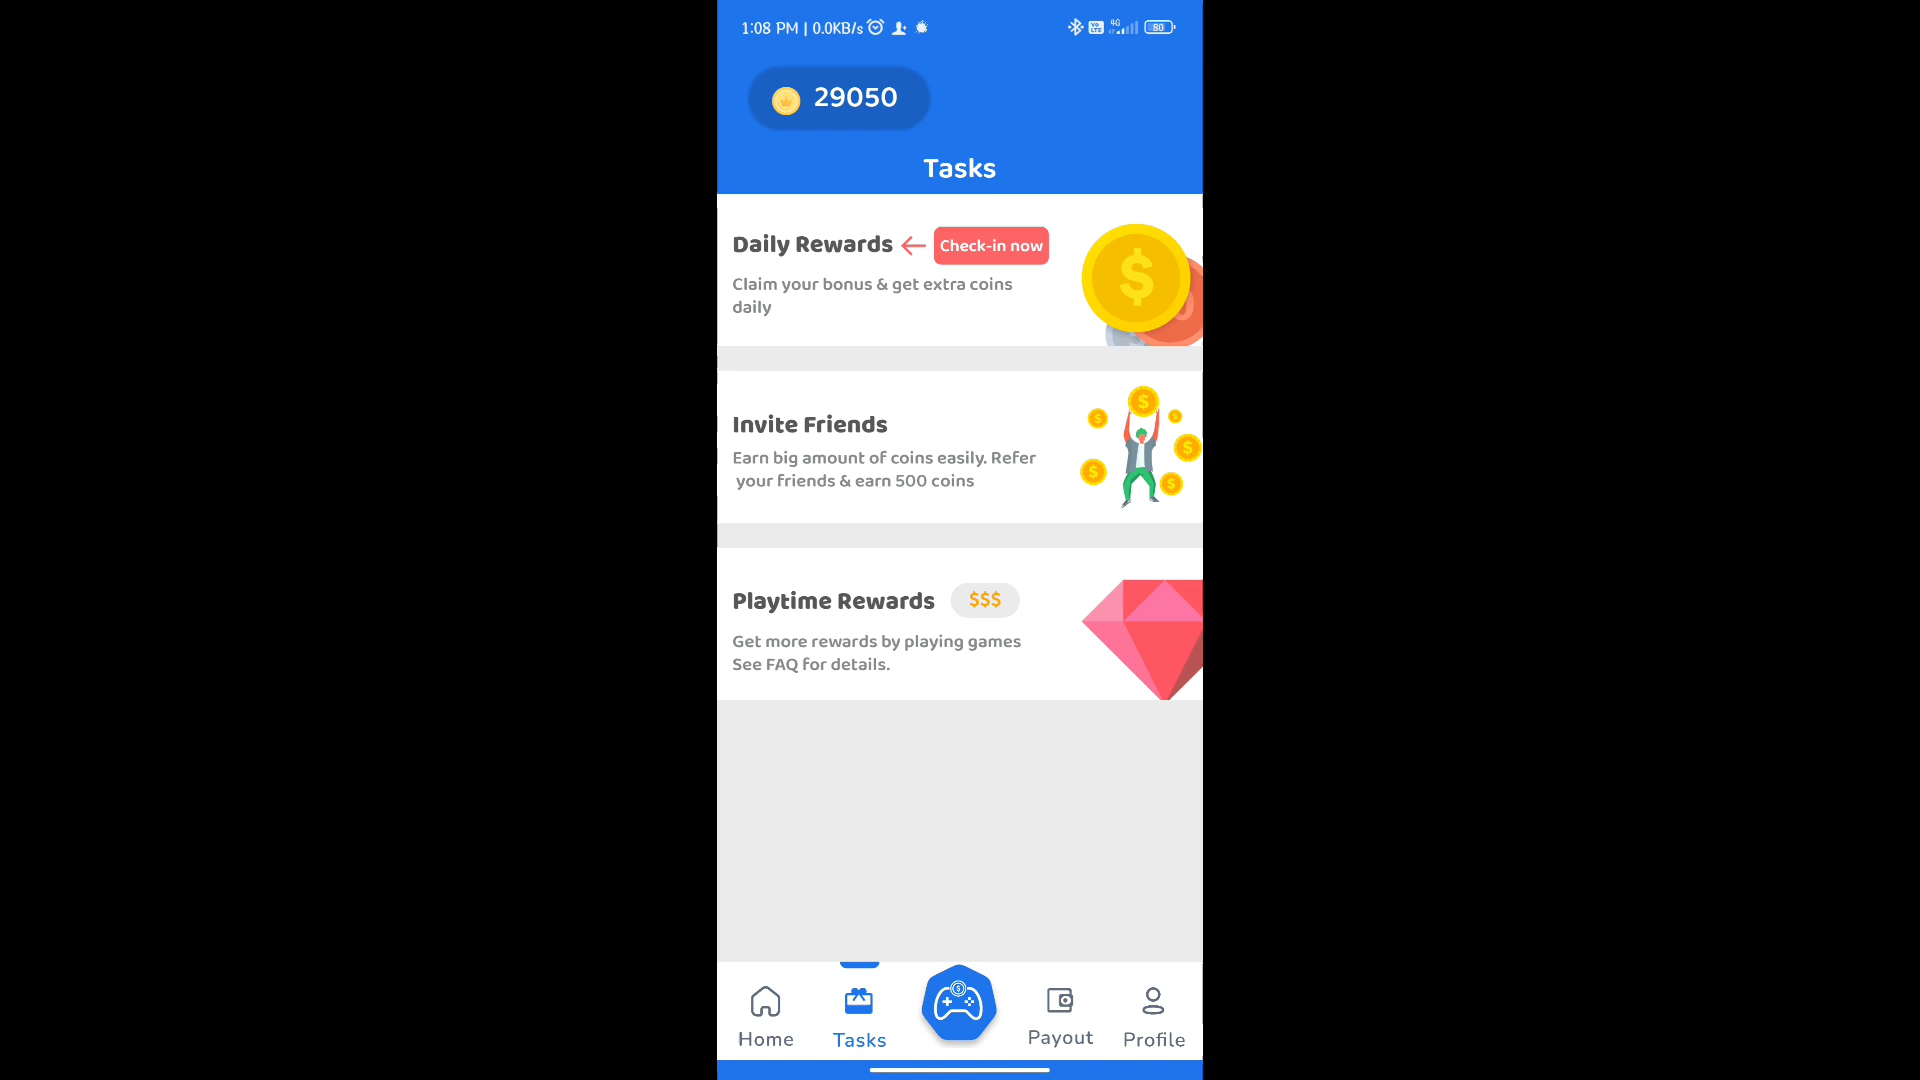 1:08 PM | 0.0KB/s
4G
80
29050
Tasks
Daily Rewards
Check-in now
Claim your bonus & get extra coins
daily
Invite Friends
Earn big amount of coins easily. Refer
your friends & earn 500 coins
Playtime Rewards
$$$
Get more rewards by playing games
See FAQ for details.
Home
Tasks
Payout
Profile